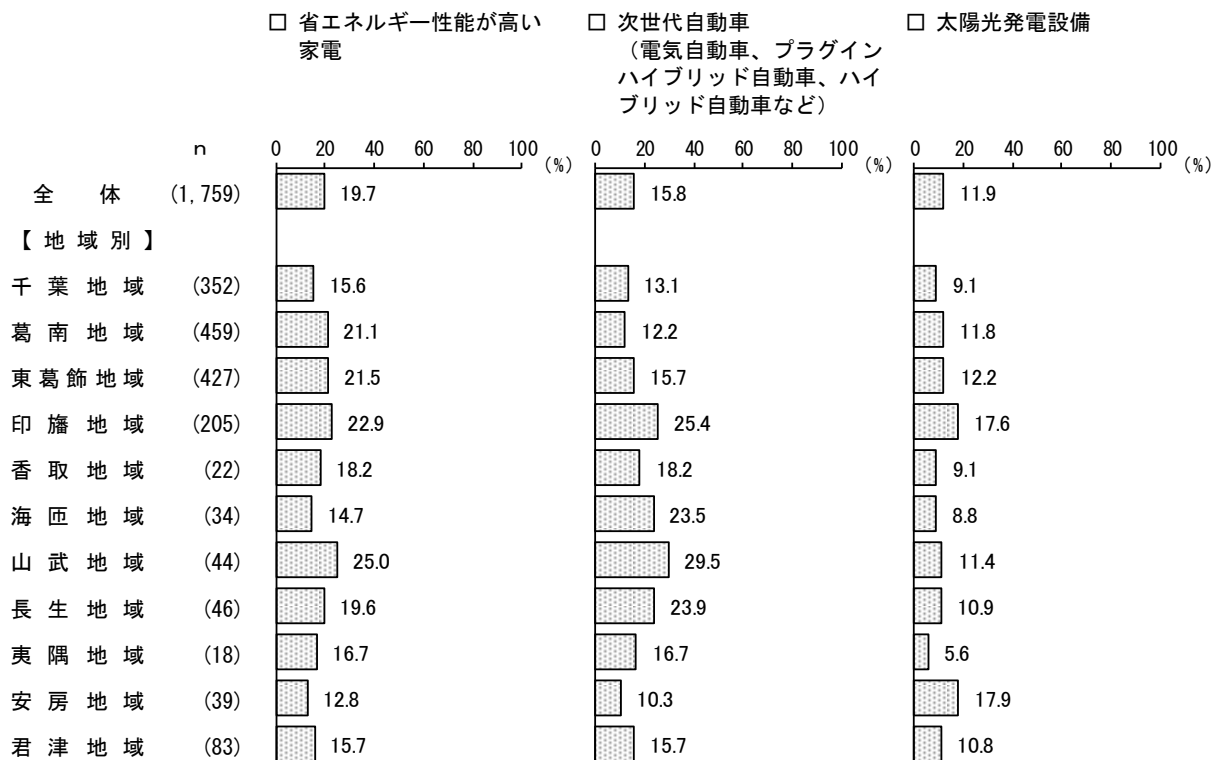 □ 省エネルギー性能が高い家電
□ 次世代自動車
（電気自動車、プラグインハイブリッド自動車、ハイブリッド自動車など）
□ 太陽光発電設備
n 0 20 40 60 80 100 (%) 0 20 40 60 80 100 (%) 0 20 40 60 80 100 (%)
全体 (1,759) 19.7 15.8 11.9
【地域別】
千葉地域 (352) 15.6 13.1 9.1
葛南地域 (459) 21.1 12.2 11.8
東葛飾地域 (427) 21.5 15.7 12.2
印旛地域 (205) 22.9 25.4 17.6
香取地域 (22) 18.2 18.2 9.1
海匝地域 (34) 14.7 23.5 8.8
山武地域 (44) 25.0 29.5 11.4
長生地域 (46) 19.6 23.9 10.9
夷隅地域 (18) 16.7 16.7 5.6
安房地域 (39) 12.8 10.3 17.9
君津地域 (83) 15.7 15.7 10.8